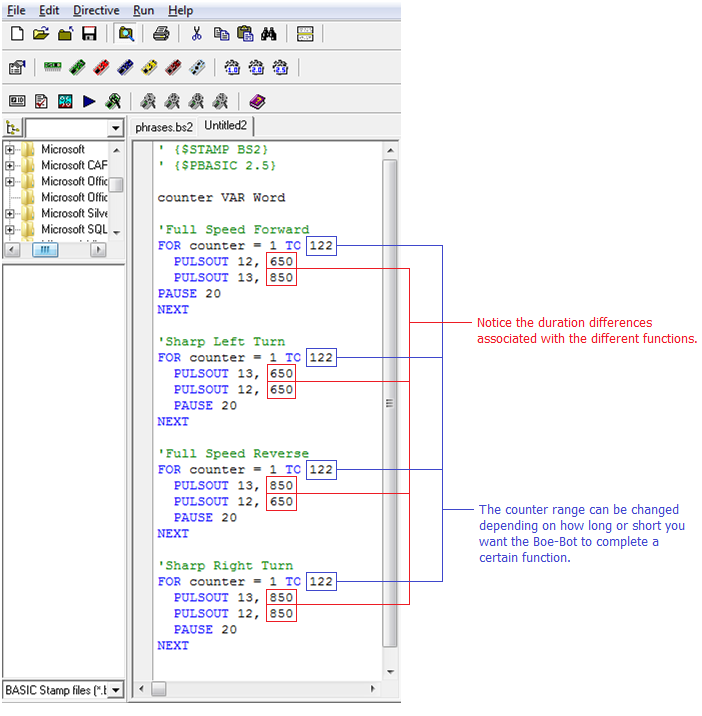 File Edit Directive Run Help
phrases.bs2 Untitled2
Microsoft
Microsoft CAF
Microsoft Offic
Microsoft Offic
Microsoft Silve
Microsoft SQL
' {$STAMP BS2}
' {$PBASIC 2.5}
counter VAR Word
'Full Speed Forward
FOR counter = 1 TO 122
PULSOUT 12, 650
PULSOUT 13, 850
PAUSE 20
NEXT
'Sharp Left Turn
FOR counter = 1 TO 122
PULSOUT 13, 650
PULSOUT 12, 650
PAUSE 20
NEXT
'Full Speed Reverse
FOR counter = 1 TO 122
PULSOUT 13, 850
PULSOUT 12, 650
PAUSE 20
NEXT
'Sharp Right Turn
FOR counter = 1 TO 122
PULSOUT 13, 850
PULSOUT 12, 850
PAUSE 20
NEXT
BASIC Stamp files (*.b
Notice the duration differences
associated with the different functions.
The counter range can be changed
depending on how long or short you
want the Boe-Bot to complete a
certain function.